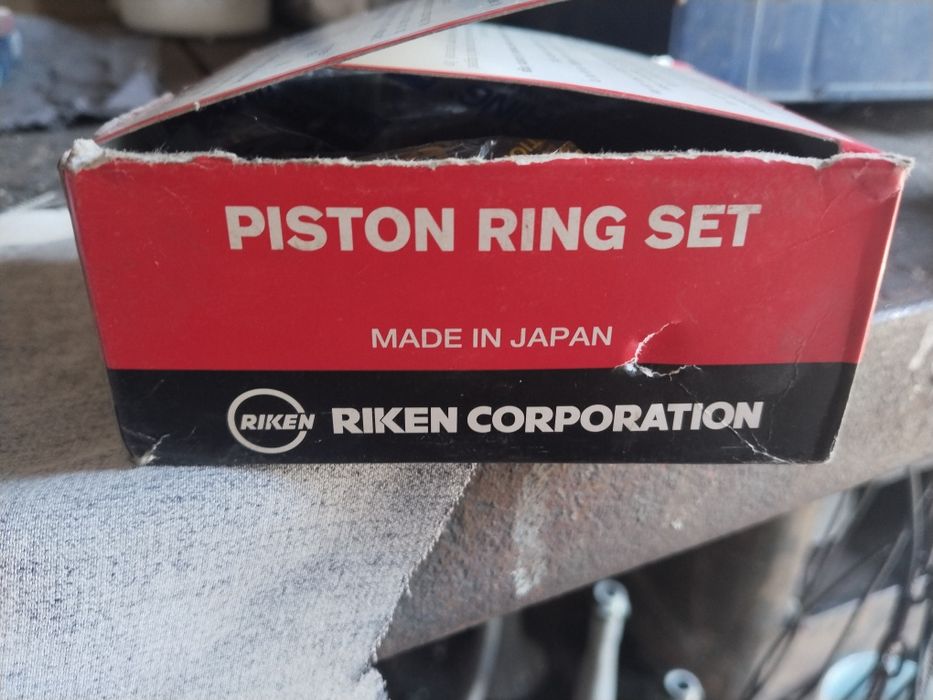 PISTON RING SET
MADE IN JAPAN
RIKEN RIKEN CORPORATION